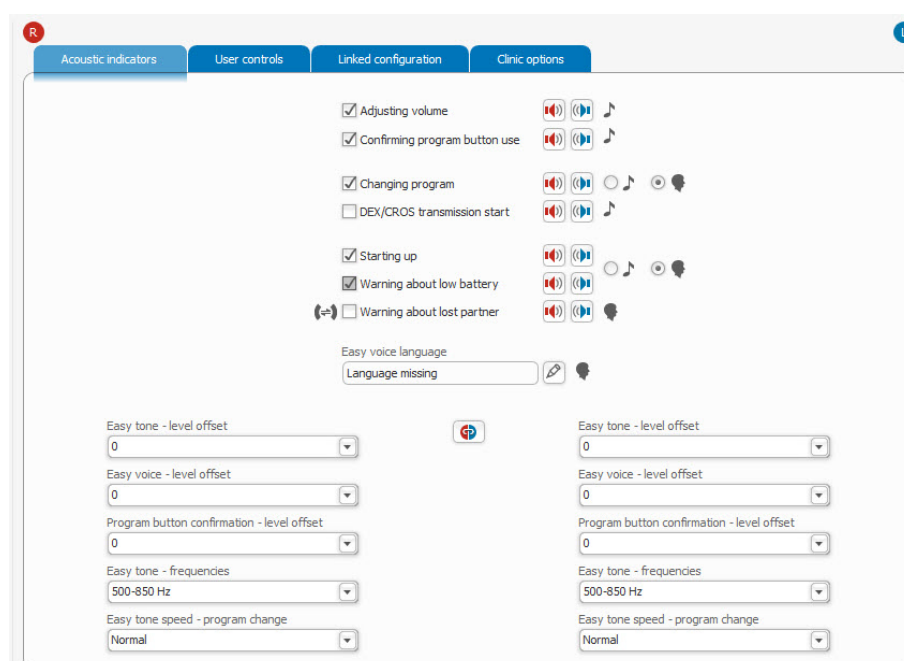 R
L
Acoustic indicators User controls Linked configuration Clinic options
Adjusting volume
Confirming program button use
Changing program
DEX/CROS transmission start
Starting up
Warning about low battery
Warning about lost partner
Easy voice language
Language missing
Easy tone - level offset Easy tone - level offset
0 0
Easy voice - level offset Easy voice - level offset
0 0
Program button confirmation - level offset Program button confirmation - level offset
0 0
Easy tone - frequencies Easy tone - frequencies
500-850 Hz 500-850 Hz
Easy tone speed - program change Easy tone speed - program change
Normal Normal